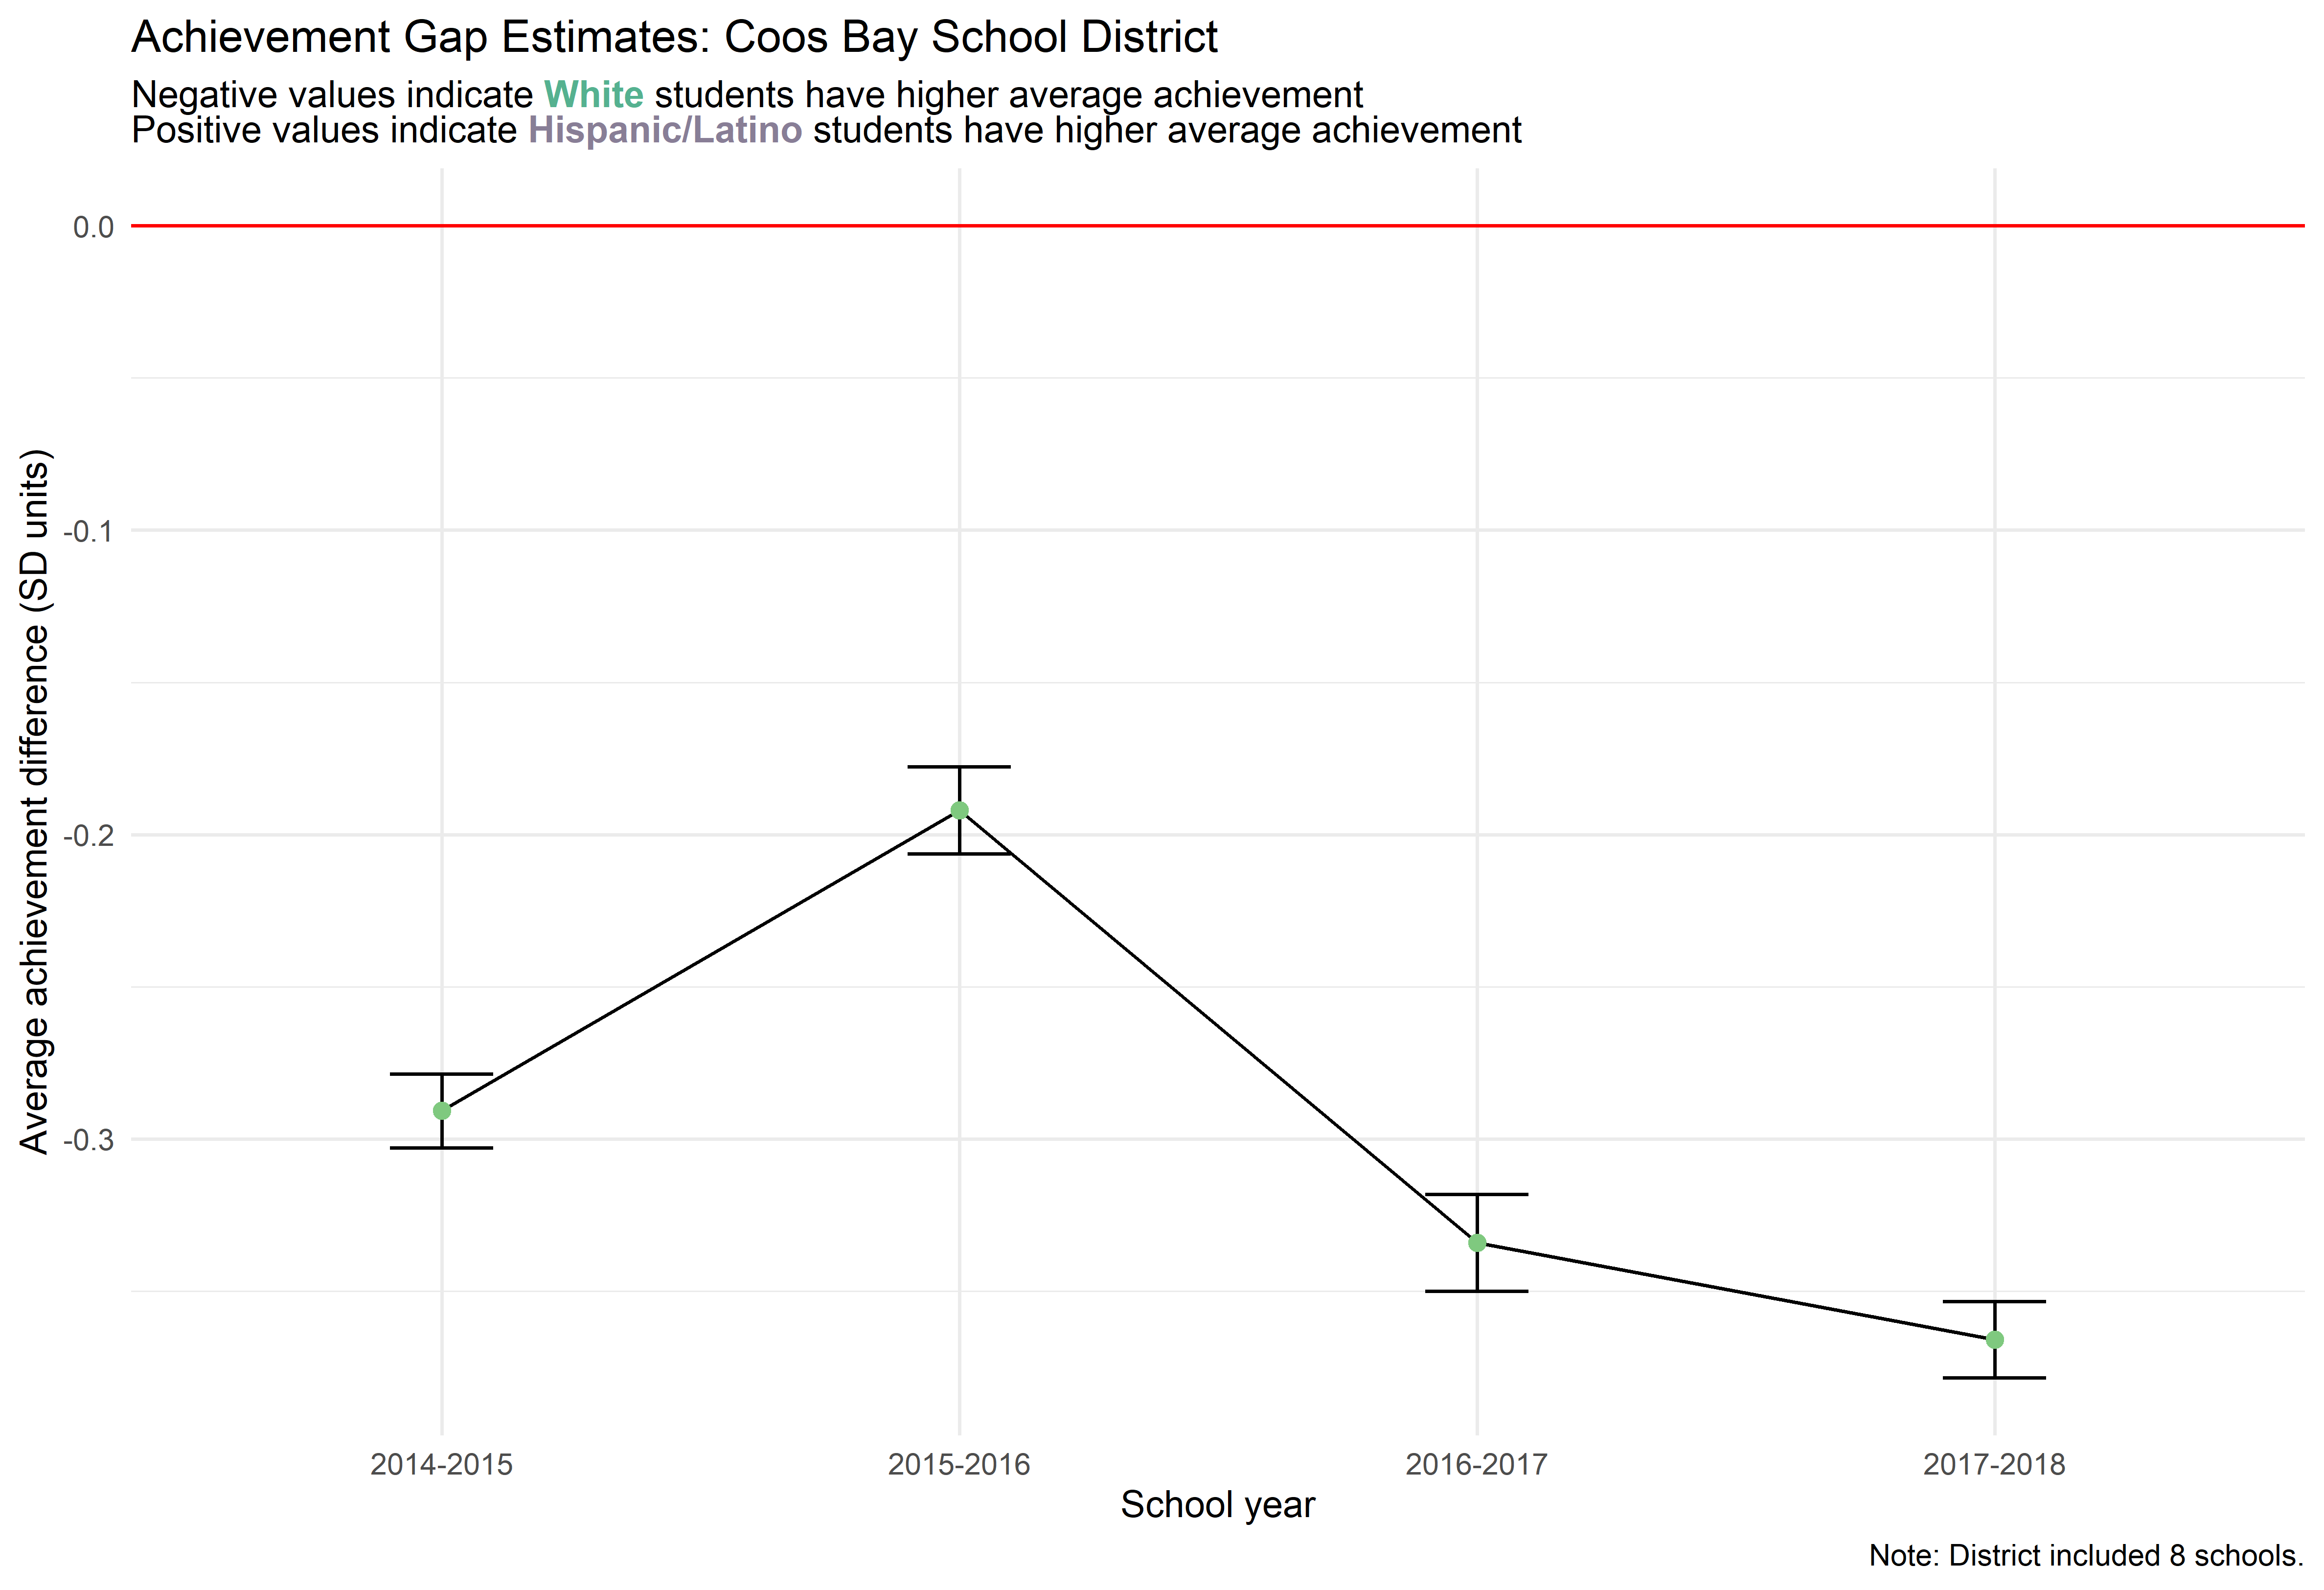 Achievement Gap Estimates: Coos Bay School District
Negative values indicate White students have higher average achievement
Positive values indicate Hispanic/Latino students have higher average achievement
Average achievement difference (SD units)
0.0
-0.1
-0.2
-0.3
2014-2015
2015-2016
2016-2017
2017-2018
School year
Note: District included 8 schools.